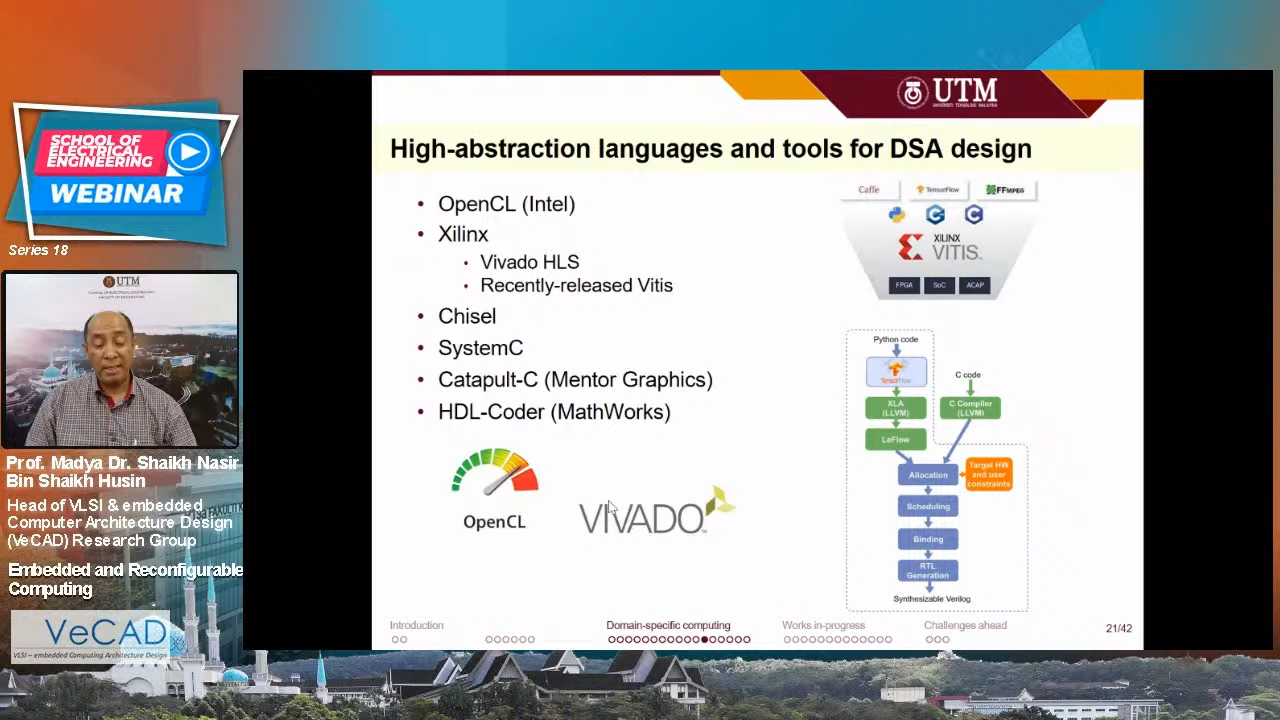 SCHOOL OF
ELECTRICAL
ENGINEERING
WEBINAR
Series 18
UTM
Prof. Madya Dr. Shaikh Nasir
Bin Shaikh Husin
Head of VLSI & embedded
Computer Architecture Design
(VeCAD) Research Group
Embedded and Reconfigurable
Computing
VeCAD
VLSI – embedded Computing Architecture Design
UTM
UNIVERSITI TEKNOLOGI MALAYSIA
High-abstraction languages and tools for DSA design
• OpenCL (Intel)
• Xilinx
• Vivado HLS
• Recently-released Vitis
• Chisel
• SystemC
• Catapult-C (Mentor Graphics)
• HDL-Coder (MathWorks)
OpenCL
VIVADO
Caffe TensorFlow FFMPEG
XILINX
VITIS
FPGA SoC ACAP
Python code
TensorFlow
C code
XLA
(LLVM)
C Compiler
(LLVM)
LeFlow
Allocation
Target HW
and user
constraints
Scheduling
Binding
RTL
Generation
Synthesizable Verilog
Introduction Domain-specific computing Works in-progress Challenges ahead
21/42